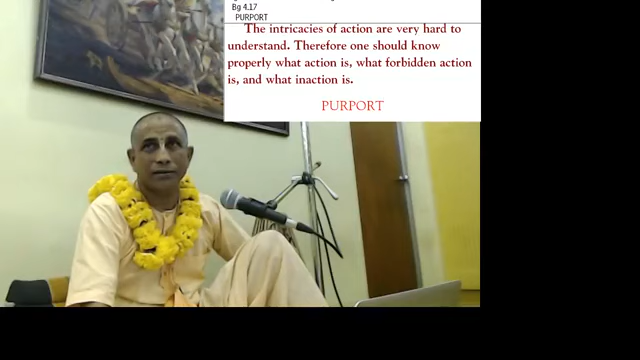 Bg 4.17
PURPORT
The intricacies of action are very hard to
understand. Therefore one should know
properly what action is, what forbidden action
is, and what inaction is.
PURPORT